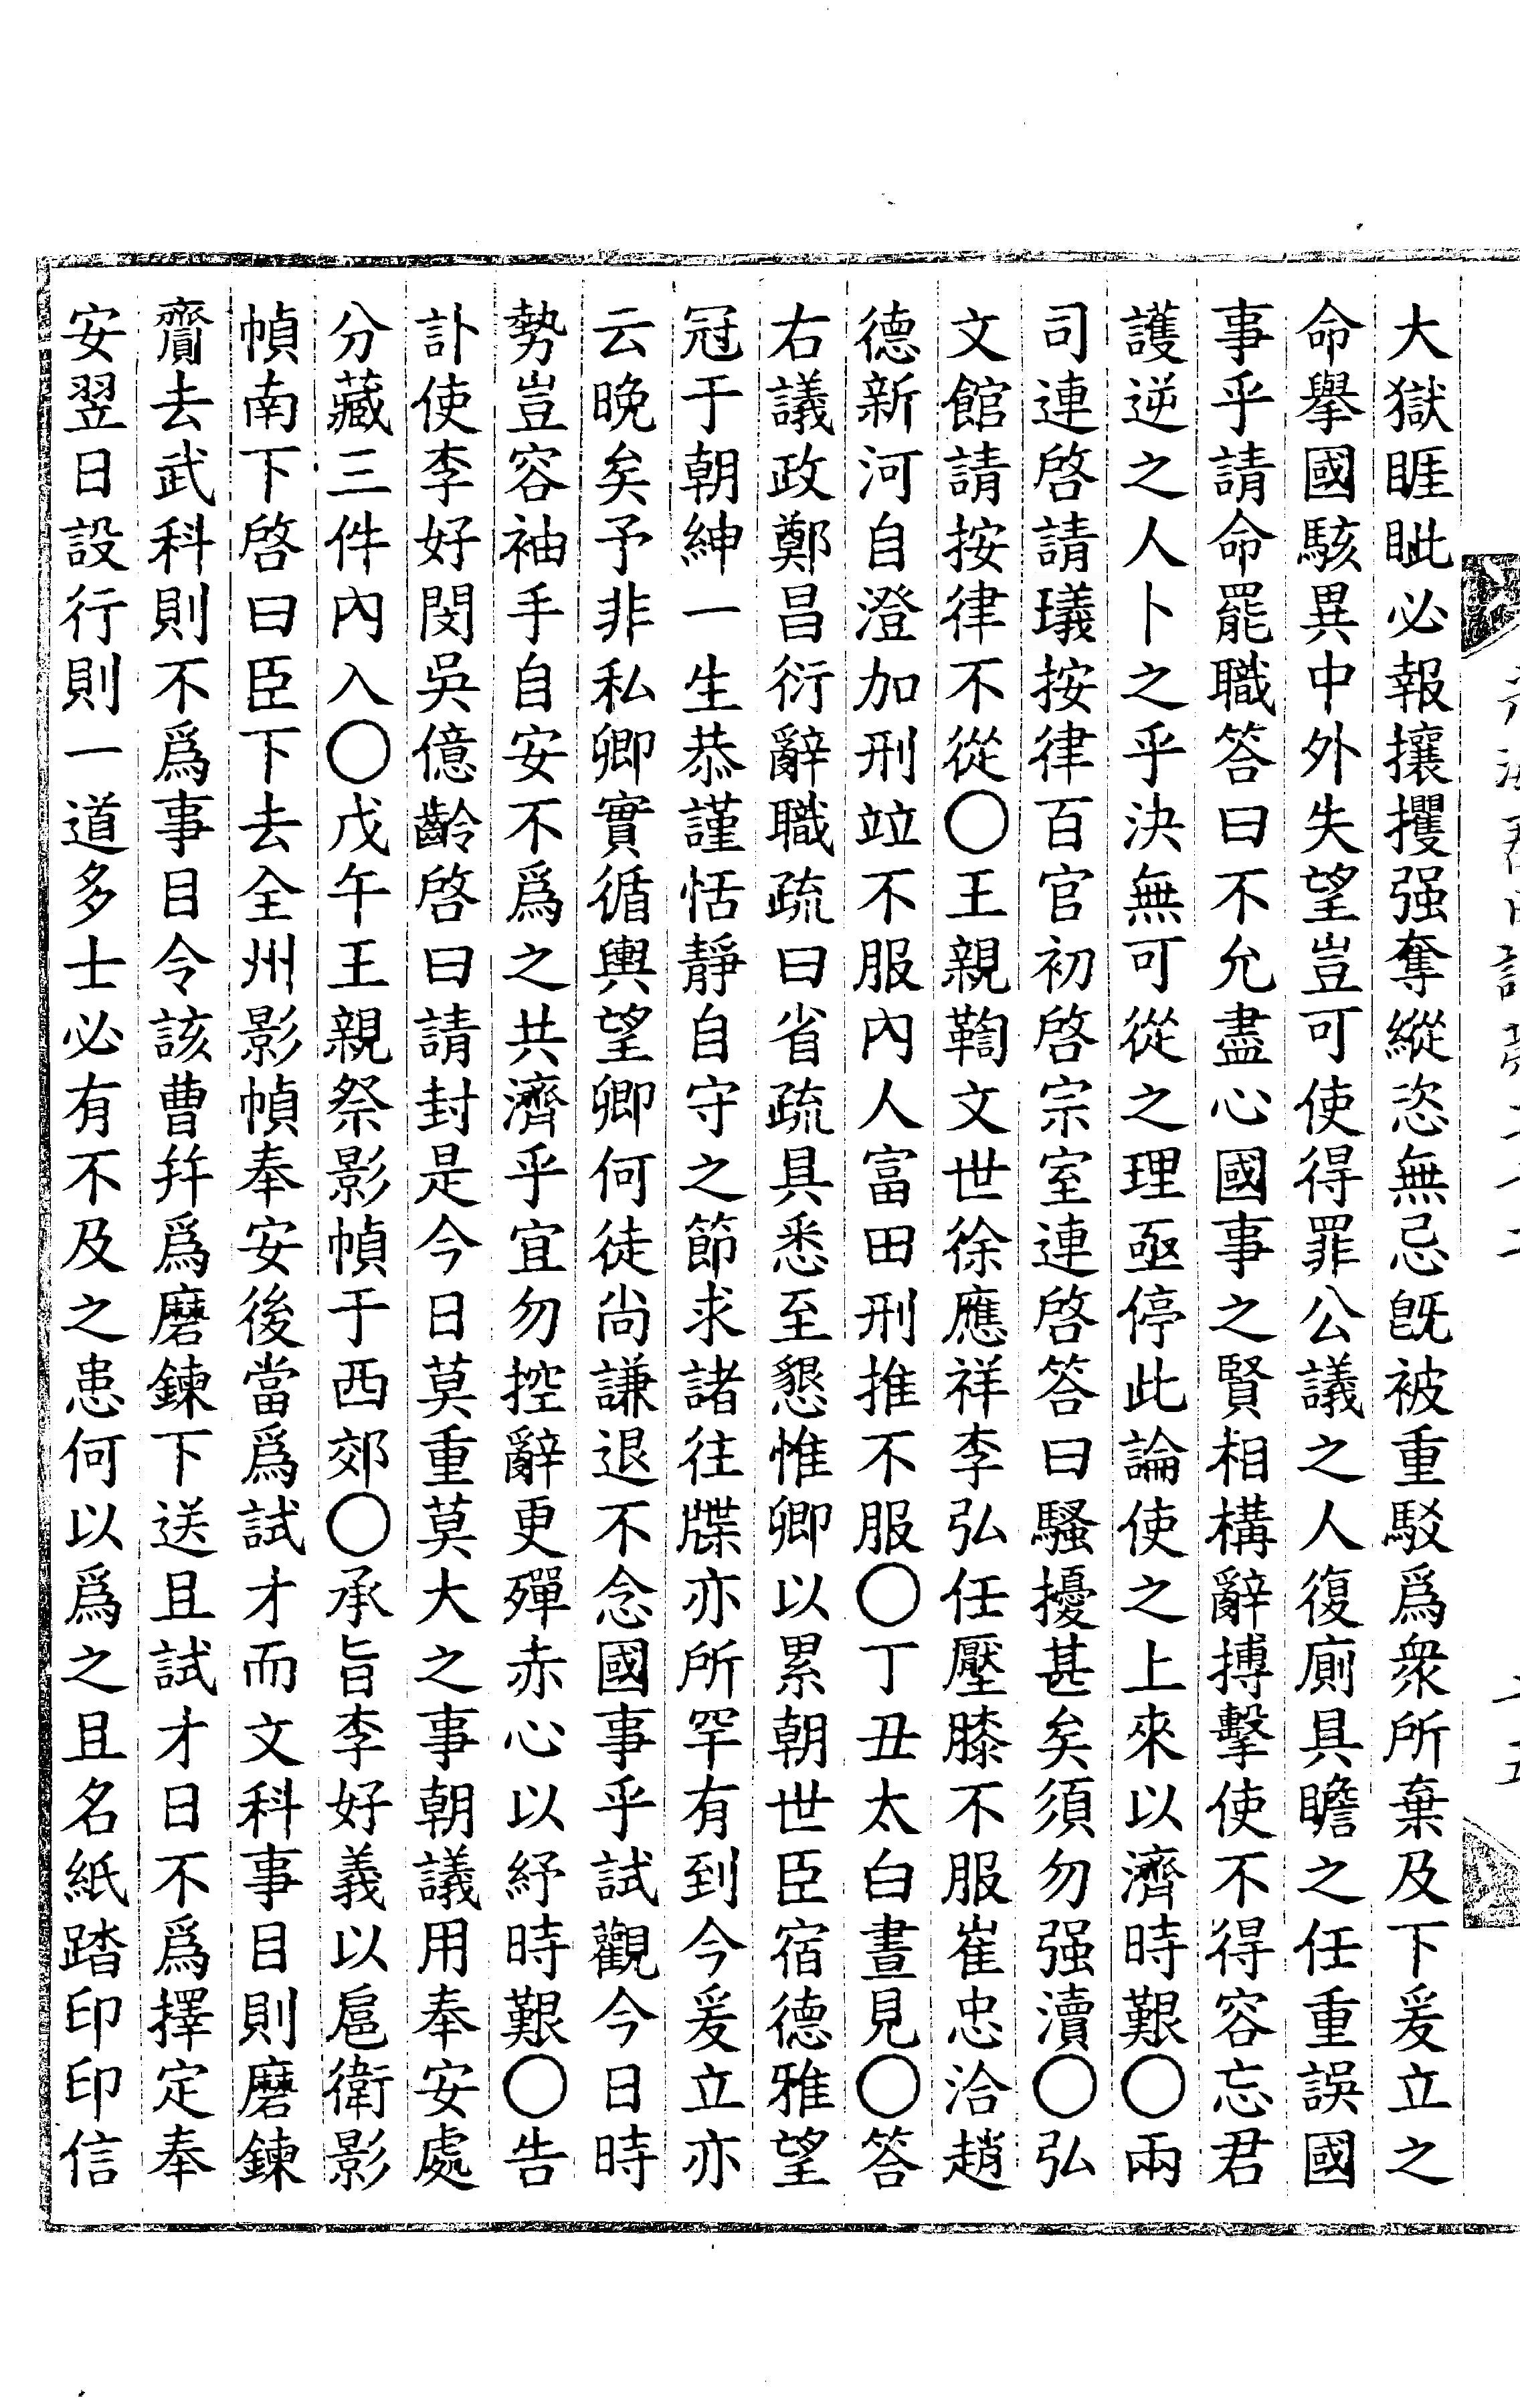 大獄睚眦必報攘攫强奪縱恣無忌旣被重駁爲衆所棄及下爰立之
命擧國駭異中外失望豈可使得罪公議之人復廁具瞻之任重誤國
事乎請命罷職答曰不允盡心國事之賢相構辭搏擊使不得容忘君
護逆之人卜之乎決無可從之理亟停此論使之上來以濟時艱〇兩
司連啓請㼁按律百官初啓宗室連啓答曰騷擾甚矣須勿强瀆〇弘
文館請按律不從〇王親鞫文世徐應祥李弘任壓膝不服崔忠洽趙
德新河自澄加刑竝不服內人富田刑推不服〇丁丑太白晝見〇答
右議政鄭昌衍辭職疏曰省疏具悉至懇惟卿以累朝世臣宿德雅望
冠于朝紳一生恭謹恬靜自守之節求諸往牒亦所罕有到今爰立亦
云晚矣予非私卿實循輿望卿何徒尙謙退不念國事乎試觀今日時
勢豈容袖手自安不爲之共濟乎宜勿控辭更殫赤心以紓時艱〇告
訃使李好閔吳億齡啓曰請封是今日莫重莫大之事朝議用奉安處
分藏三件內入〇戊午王親祭影幀于西郊〇承旨李好義以扈衛影
幀南下啓曰臣下去全州影幀奉安後當爲試才而文科事目則磨鍊
齎去武科則不爲事目令該曹幷爲磨鍊下送且試才日不爲擇定奉
安翌日設行則一道多士必有不及之患何以爲之且名紙踏印印信